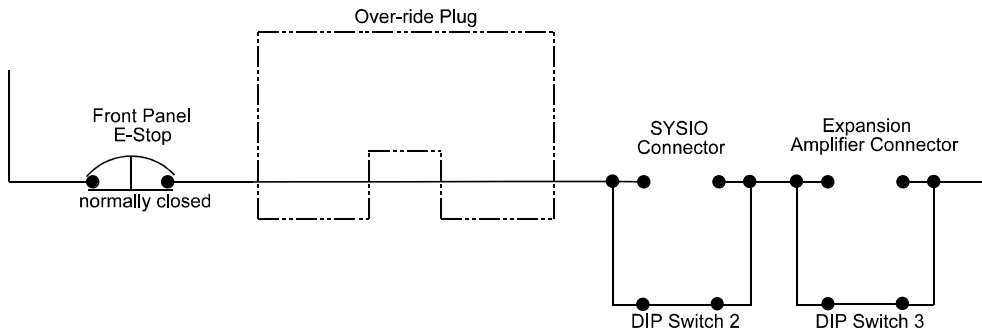 Over-ride Plug
Front Panel
E-Stop
normally closed
SYSIO
Connector
Expansion
Amplifier Connector
DIP Switch 2
DIP Switch 3